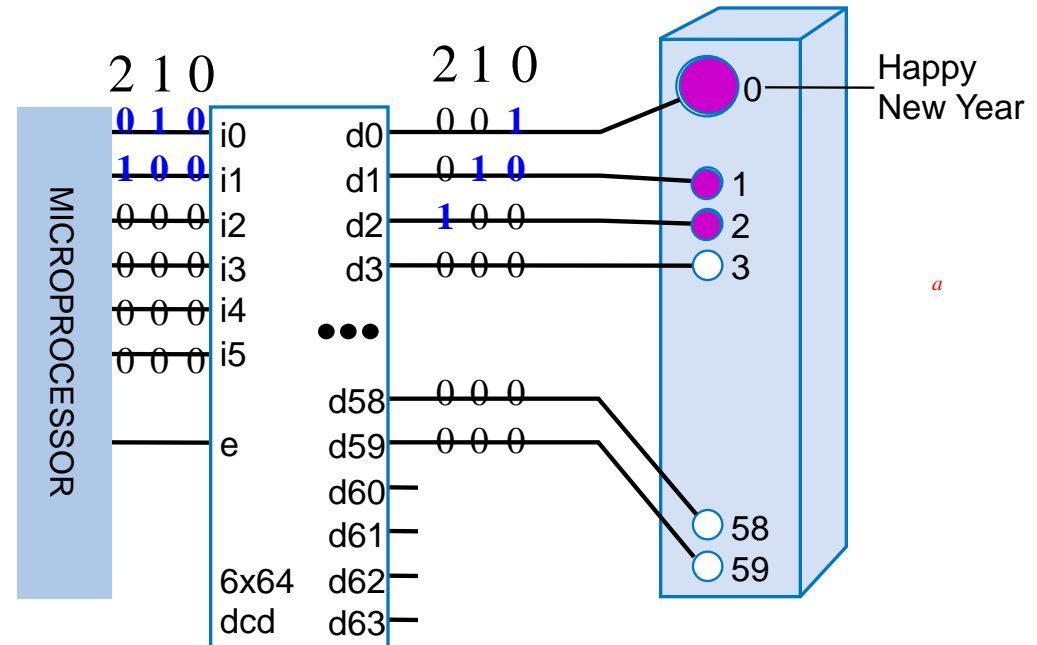 2 1 0
2 1 0
0 1 0 i0 d0 0 0 1 0 Happy
New Year
1 0 0 i1 d1 0 1 0 1
0 0 0 i2 d2 1 0 0 2
0 0 0 i3 d3 0 0 0 3
a
0 0 0 i4
0 0 0 i5
d58 0 0 0
e d59 0 0 0
d60
d61
58
59
6x64 d62
dcd d63
MICROPROCESSOR